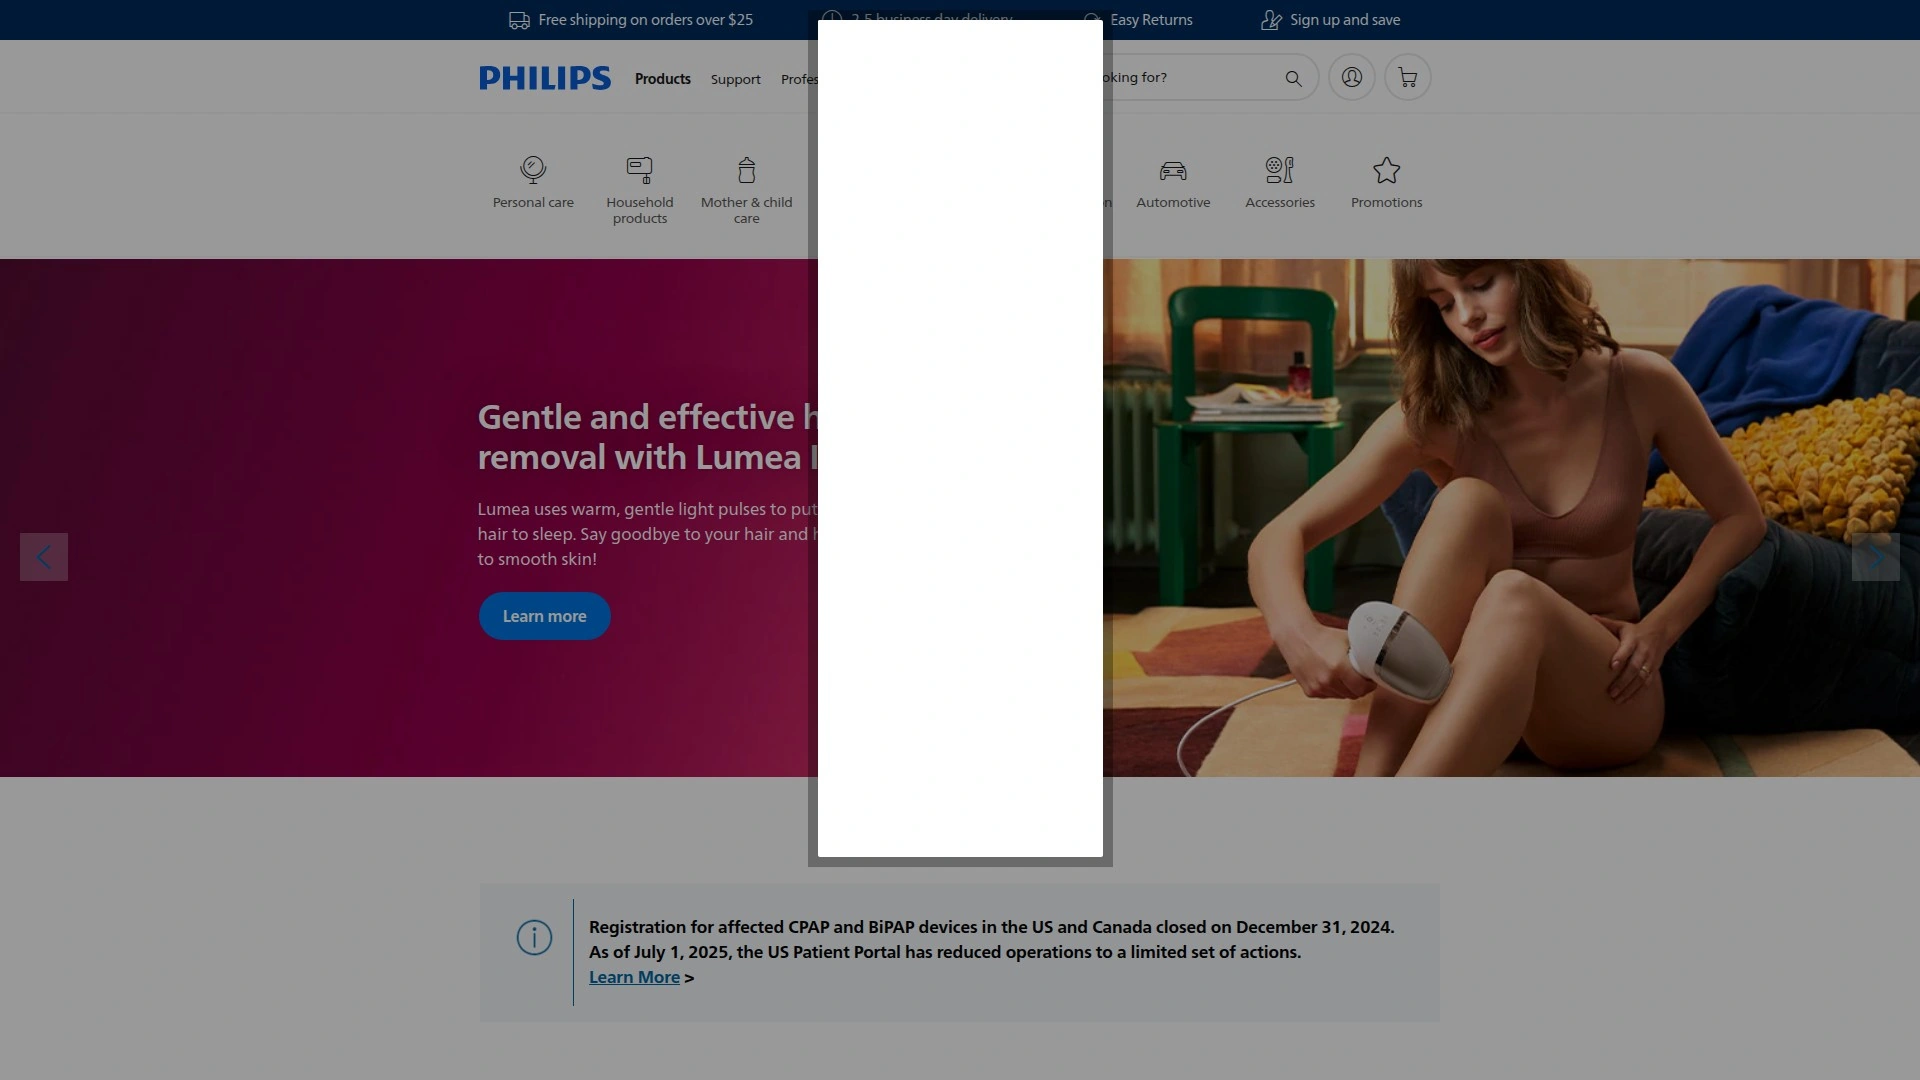 Free shipping on orders over $25
2-5 business day delivery
Easy Returns
Sign up and save
PHILIPS
Products
Support
oking for?
Personal care
Household
products
Mother & child
care
Automotive
Accessories
Promotions
Gentle and effective
removal with Lumea
Lumea uses warm, gentle light pulses to put
hair to sleep. Say goodbye to your hair and
to smooth skin!
Learn more
Registration for affected CPAP and BiPAP devices in the US and Canada closed on December 31, 2024.
As of July 1, 2025, the US Patient Portal has reduced operations to a limited set of actions.
Learn More >